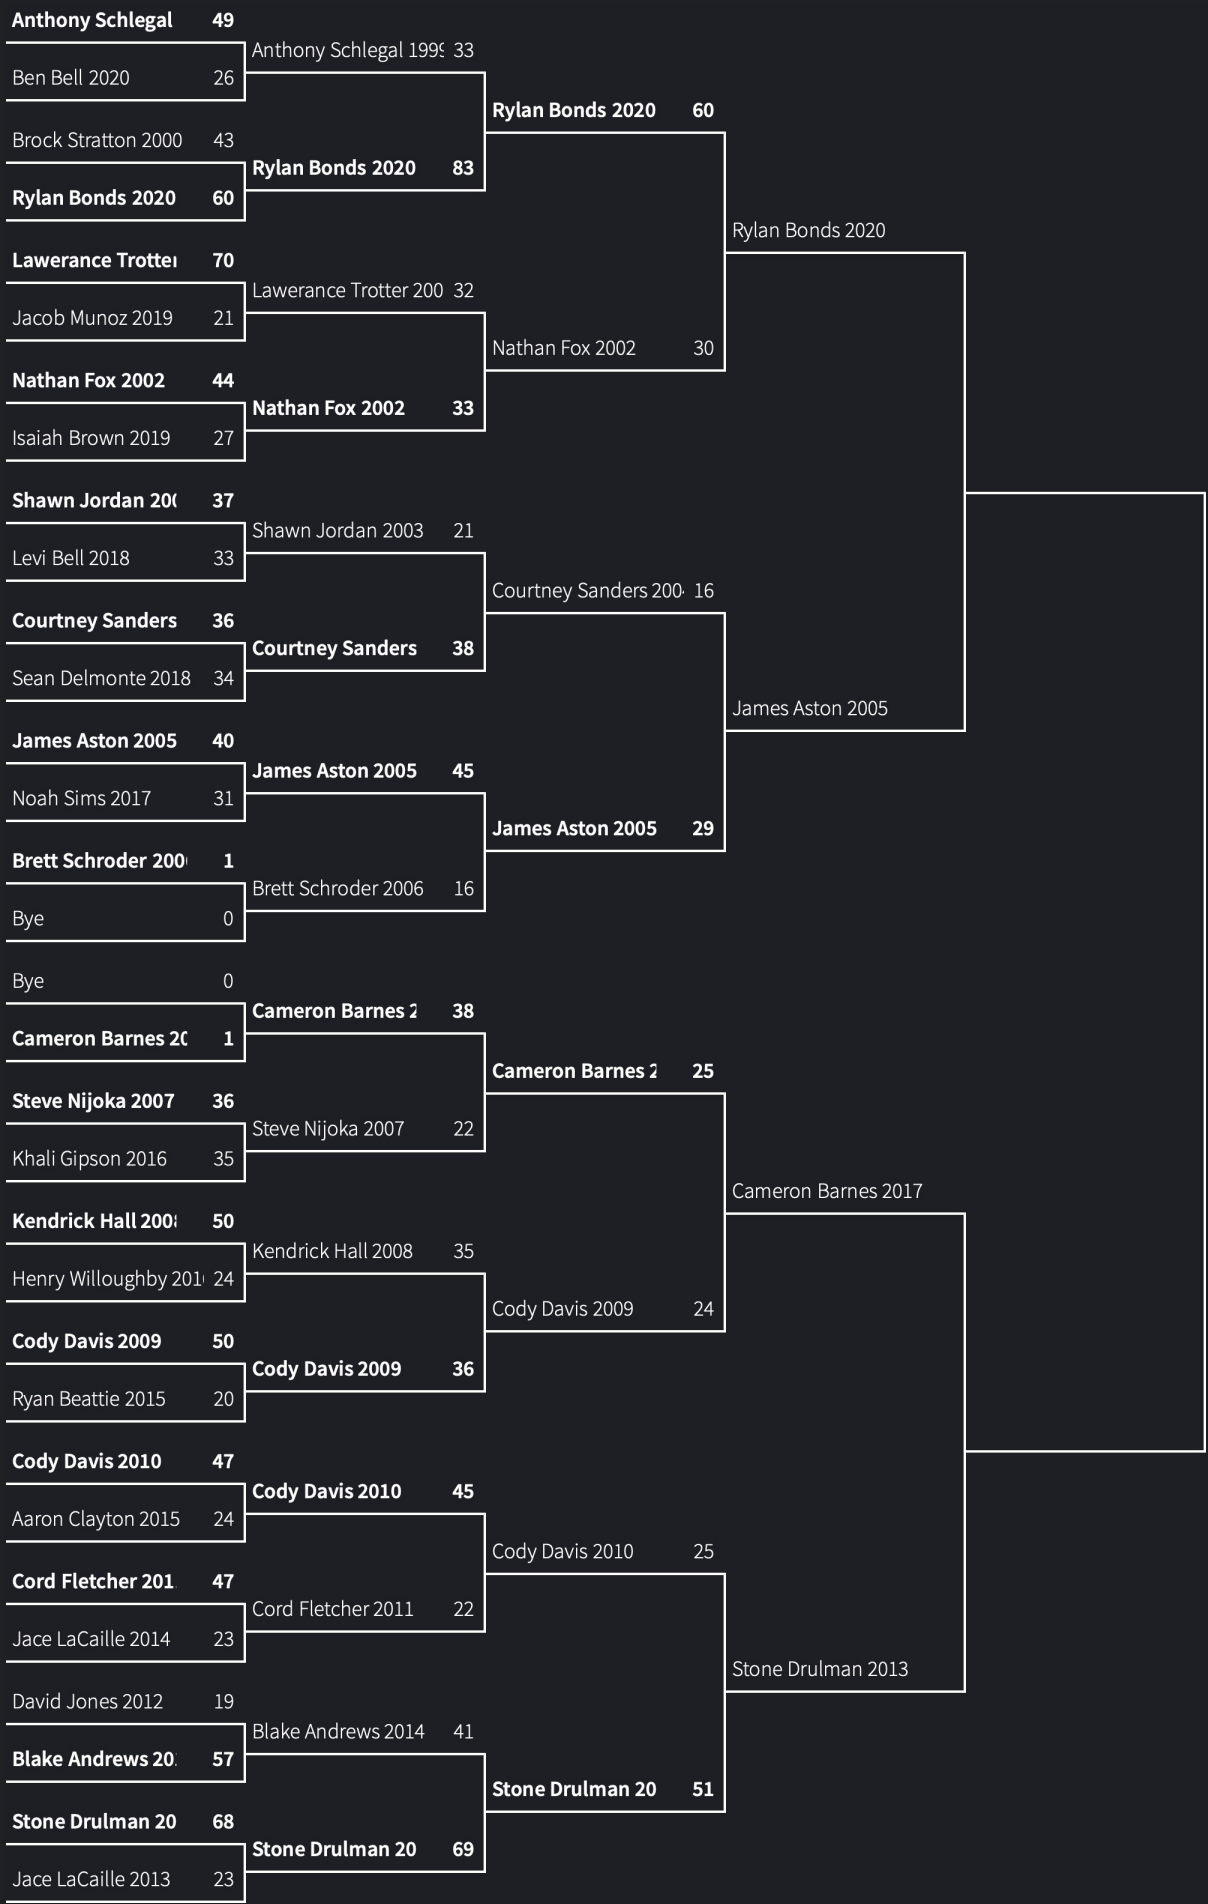 Anthony Schlegal 49
Ben Bell 2020 26
Brock Stratton 2000 43
Rylan Bonds 2020 60
Lawerance Trotter 70
Jacob Munoz 2019 21
Nathan Fox 2002 44
Isaiah Brown 2019 27
Shawn Jordan 200 37
Levi Bell 2018 33
Courtney Sanders 36
Sean Delmonte 2018 34
James Aston 2005 40
Noah Sims 2017 31
Brett Schroder 200 1
Bye 0
Bye 0
Cameron Barnes 20 1
Steve Nijoka 2007 36
Khali Gipson 2016 35
Kendrick Hall 2008 50
Henry Willoughby 201 24
Cody Davis 2009 50
Ryan Beattie 2015 20
Cody Davis 2010 47
Aaron Clayton 2015 24
Cord Fletcher 201 47
Jace LaCaille 2014 23
David Jones 2012 19
Blake Andrews 20 57
Stone Drulman 20 68
Jace LaCaille 2013 23
Anthony Schlegal 1999 33
Rylan Bonds 2020 83
Lawerance Trotter 200 32
Nathan Fox 2002 33
Shawn Jordan 2003 21
Courtney Sanders 38
James Aston 2005 45
Brett Schroder 2006 16
Cameron Barnes 2 38
Steve Nijoka 2007 22
Kendrick Hall 2008 35
Cody Davis 2009 36
Cody Davis 2010 45
Cord Fletcher 2011 22
Blake Andrews 2014 41
Stone Drulman 20 69
Rylan Bonds 2020 60
Nathan Fox 2002 30
Courtney Sanders 200 16
James Aston 2005 29
Cameron Barnes 2 25
Cody Davis 2009 24
Cody Davis 2010 25
Stone Drulman 20 51
Rylan Bonds 2020
James Aston 2005
Cameron Barnes 2017
Stone Drulman 2013